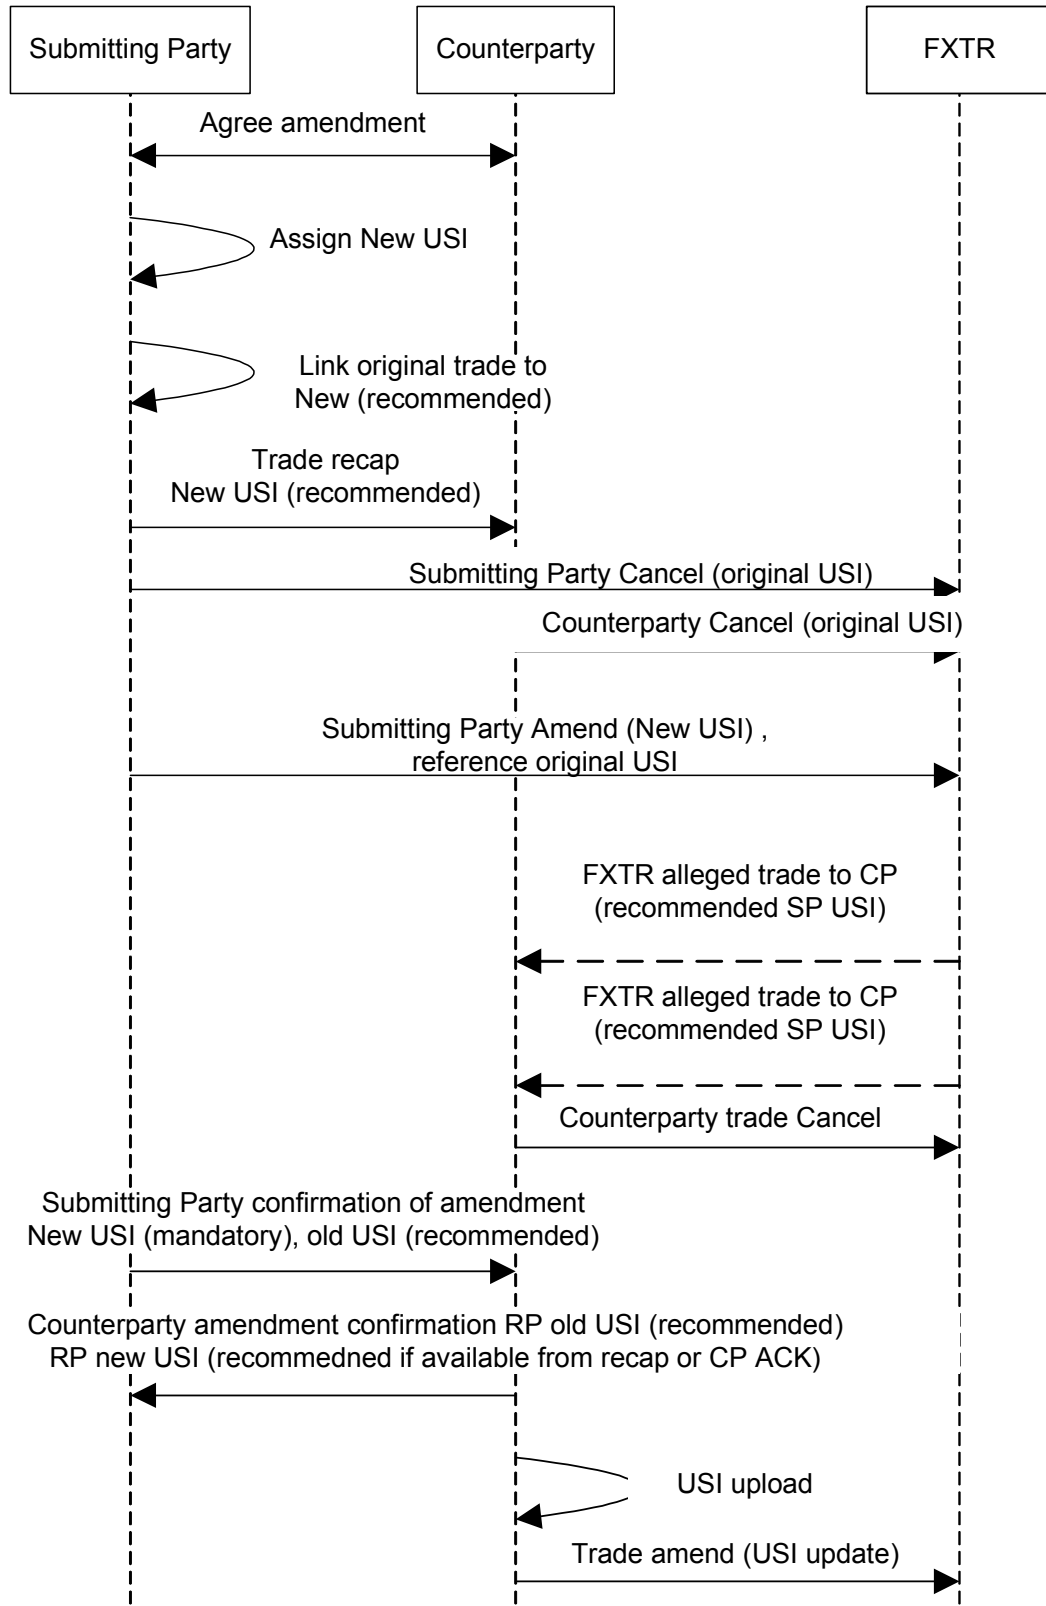 Submitting Party
Counterparty
FXTR
Agree amendment
Assign New USI
Link original trade to
New (recommended)
Trade recap
New USI (recommended)
Submitting Party Cancel (original USI)
Counterparty Cancel (original USI)
Submitting Party Amend (New USI) ,
reference original USI
FXTR alleged trade to CP
(recommended SP USI)
FXTR alleged trade to CP
(recommended SP USI)
Counterparty trade Cancel
Submitting Party confirmation of amendment
New USI (mandatory), old USI (recommended)
Counterparty amendment confirmation RP old USI (recommended)
RP new USI (recommedned if available from recap or CP ACK)
USI upload
Trade amend (USI update)